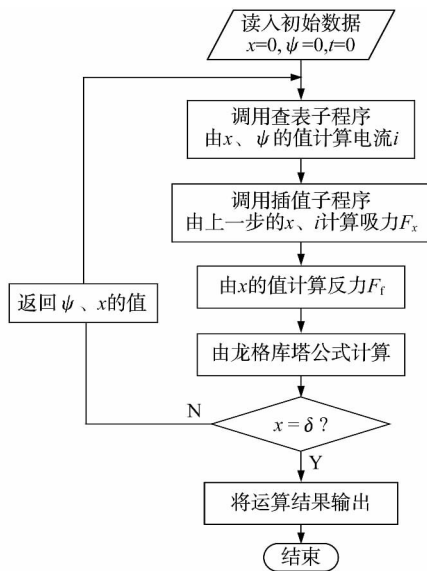 读入初始数据
x=0,ψ=0,t=0
调用查表子程序
由x、ψ的值计算电流i
调用插值子程序
由上一步的x、i计算吸力Fx
由x的值计算反力Ff
返回ψ、x的值
由龙格库塔公式计算
N
x=δ?
Y
将运算结果输出
结束